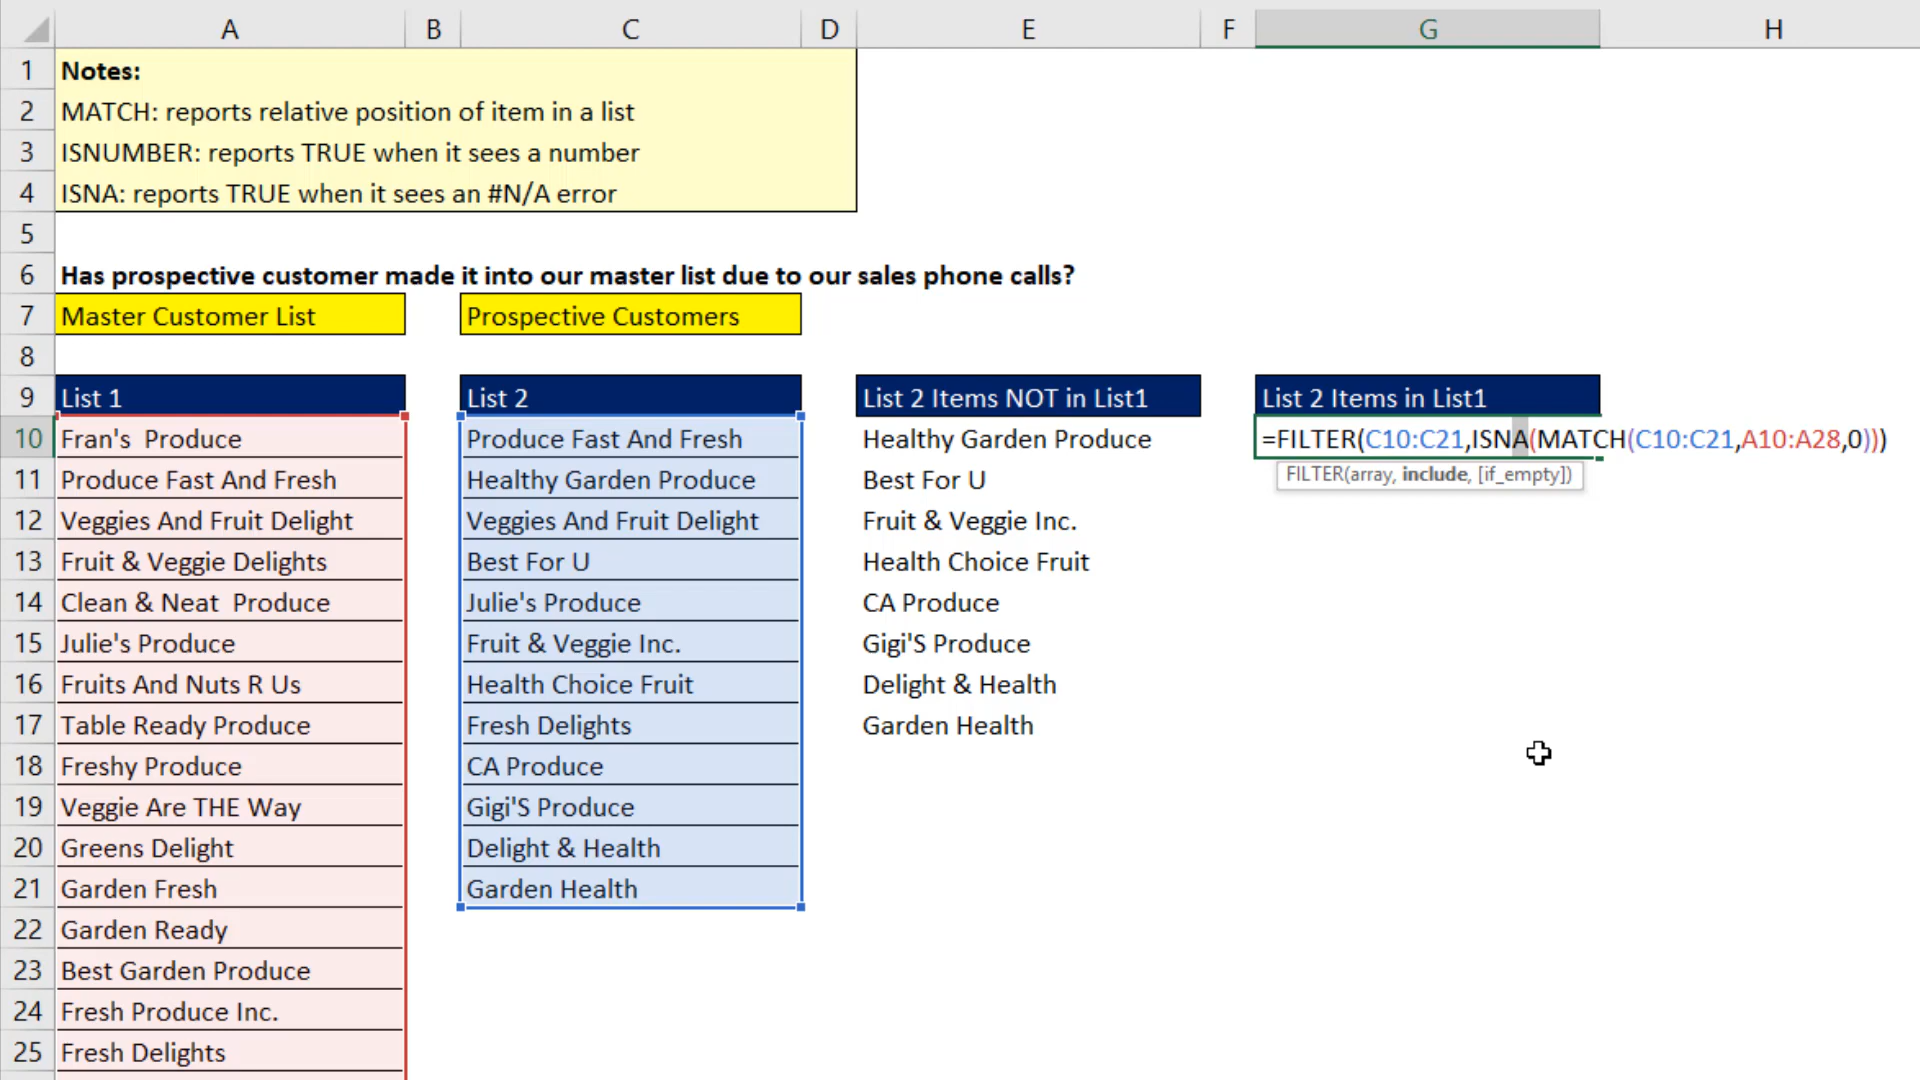 A B C D E F G H
1 Notes:
2 MATCH: reports relative position of item in a list
3 ISNUMBER: reports TRUE when it sees a number
4 ISNA: reports TRUE when it sees an #N/A error
5
6 Has prospective customer made it into our master list due to our sales phone calls?
7 Master Customer List Prospective Customers
8
9 List 1 List 2 List 2 Items NOT in List1 List 2 Items in List1
10 Fran's  Produce Produce Fast And Fresh Healthy Garden Produce =FILTER(C10:C21,ISNA(MATCH(C10:C21,A10:A28,0)))
FILTER(array, include, [if_empty])
11 Produce Fast And Fresh Healthy Garden Produce Best For U
12 Veggies And Fruit Delight Veggies And Fruit Delight Fruit & Veggie Inc.
13 Fruit & Veggie Delights Best For U Health Choice Fruit
14 Clean & Neat  Produce Julie's Produce CA Produce
15 Julie's Produce Fruit & Veggie Inc. Gigi'S Produce
16 Fruits And Nuts R Us Health Choice Fruit Delight & Health
17 Table Ready Produce Fresh Delights Garden Health
18 Freshy Produce CA Produce
19 Veggie Are THE Way Gigi'S Produce
20 Greens Delight Delight & Health
21 Garden Fresh Garden Health
22 Garden Ready
23 Best Garden Produce
24 Fresh Produce Inc.
25 Fresh Delights